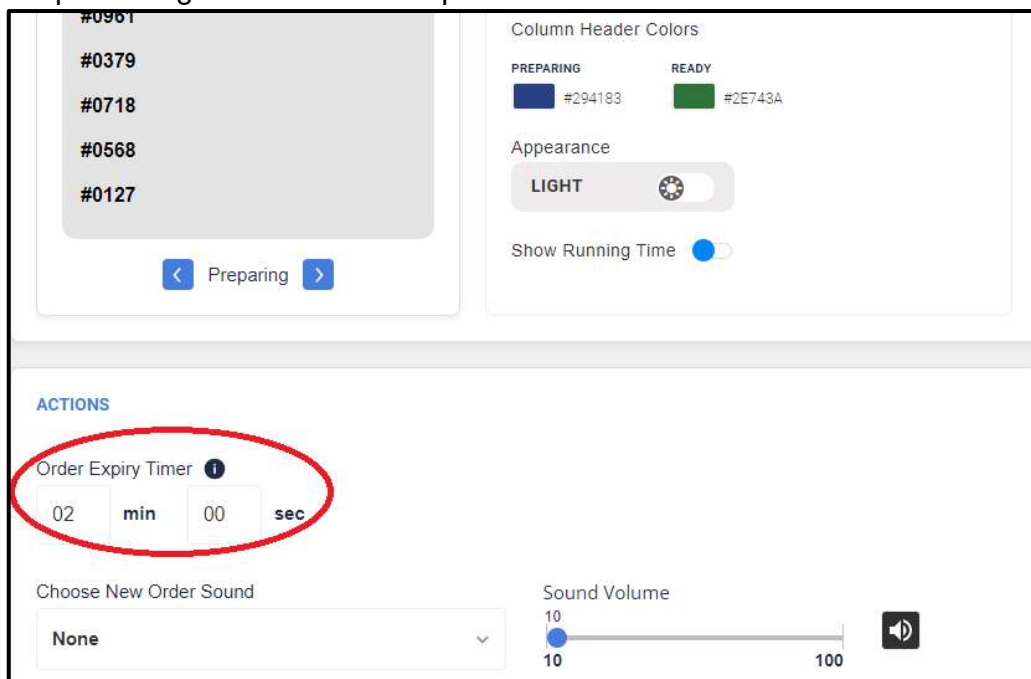 #0961
#0379
#0718
#0568
#0127
Preparing
Column Header Colors
PREPARING READY
#294183 #2E743A
Appearance
LIGHT
Show Running Time
ACTIONS
Order Expiry Timer
02 min 00 sec
Choose New Order Sound
None
Sound Volume
10
10 100